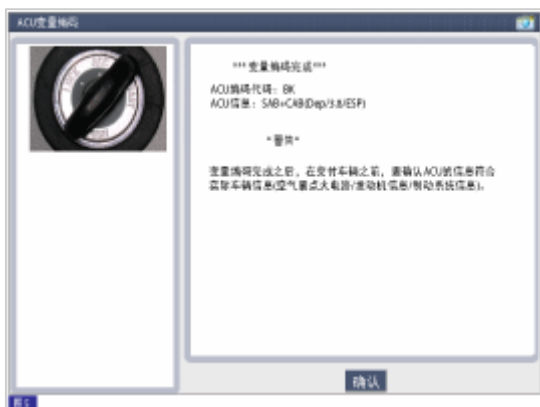 ACU变量编码
***变量编码完成***
ACU编码代码：BK
ACU信息：SAB+CAB(Dep/3.8/ESP)
*警告*
变量编码完成之后，在交付车辆之前，要确认ACU的信息符合
实际车辆信息(空气囊点火电路/发动机信息/制动系统信息)。
确认
图5